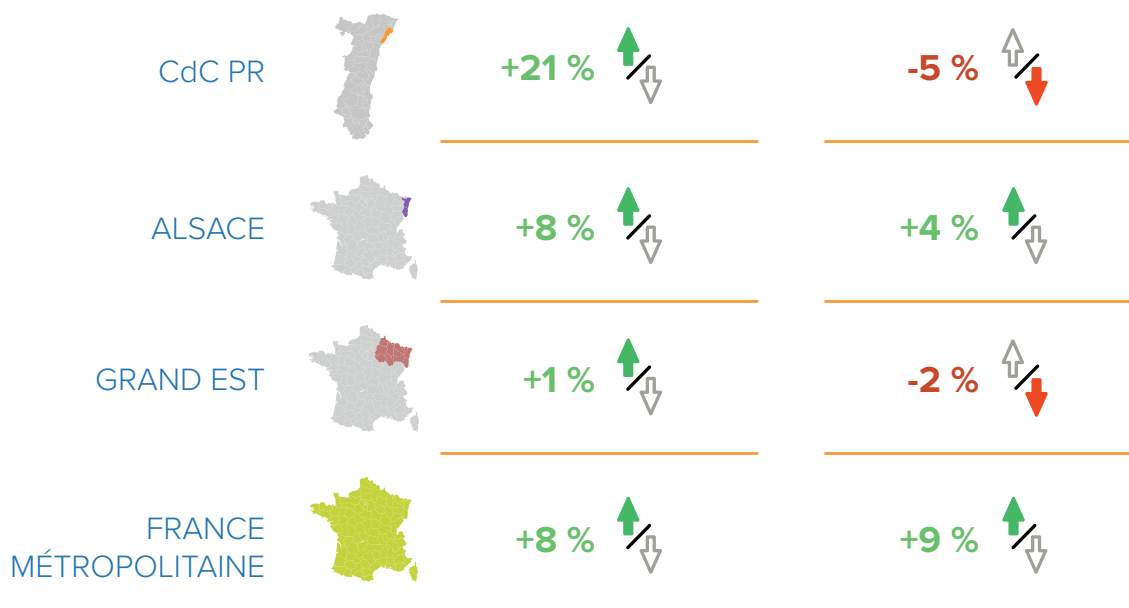 CdC PR +21 % -5 %
ALSACE +8 % +4 %
GRAND EST +1 % -2 %
FRANCE
MÉTROPOLITAINE +8 % +9 %